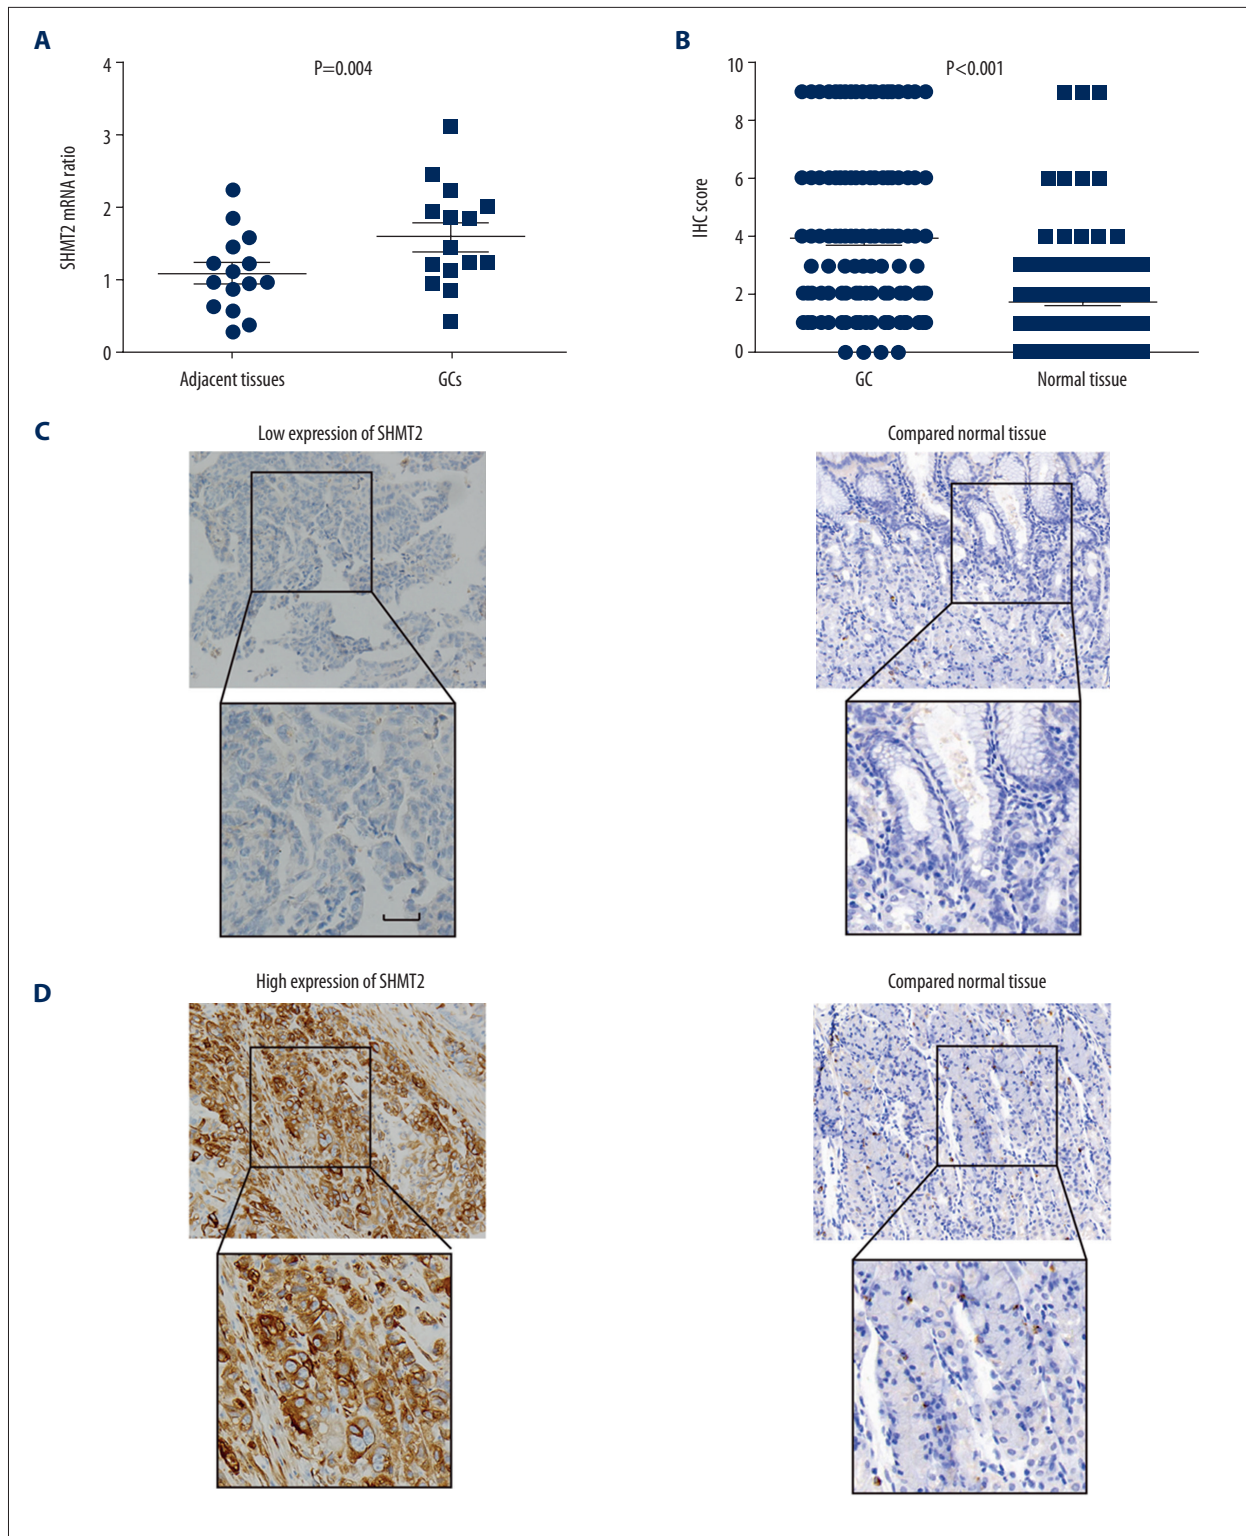 A
P=0.004
SHMT2 mRNA ratio
4
3
2
1
0
Adjacent tissues
GCs
B
P<0.001
IHC score
10
8
6
4
2
0
GC
Normal tissue
C
Low expression of SHMT2
Compared normal tissue
D
High expression of SHMT2
Compared normal tissue